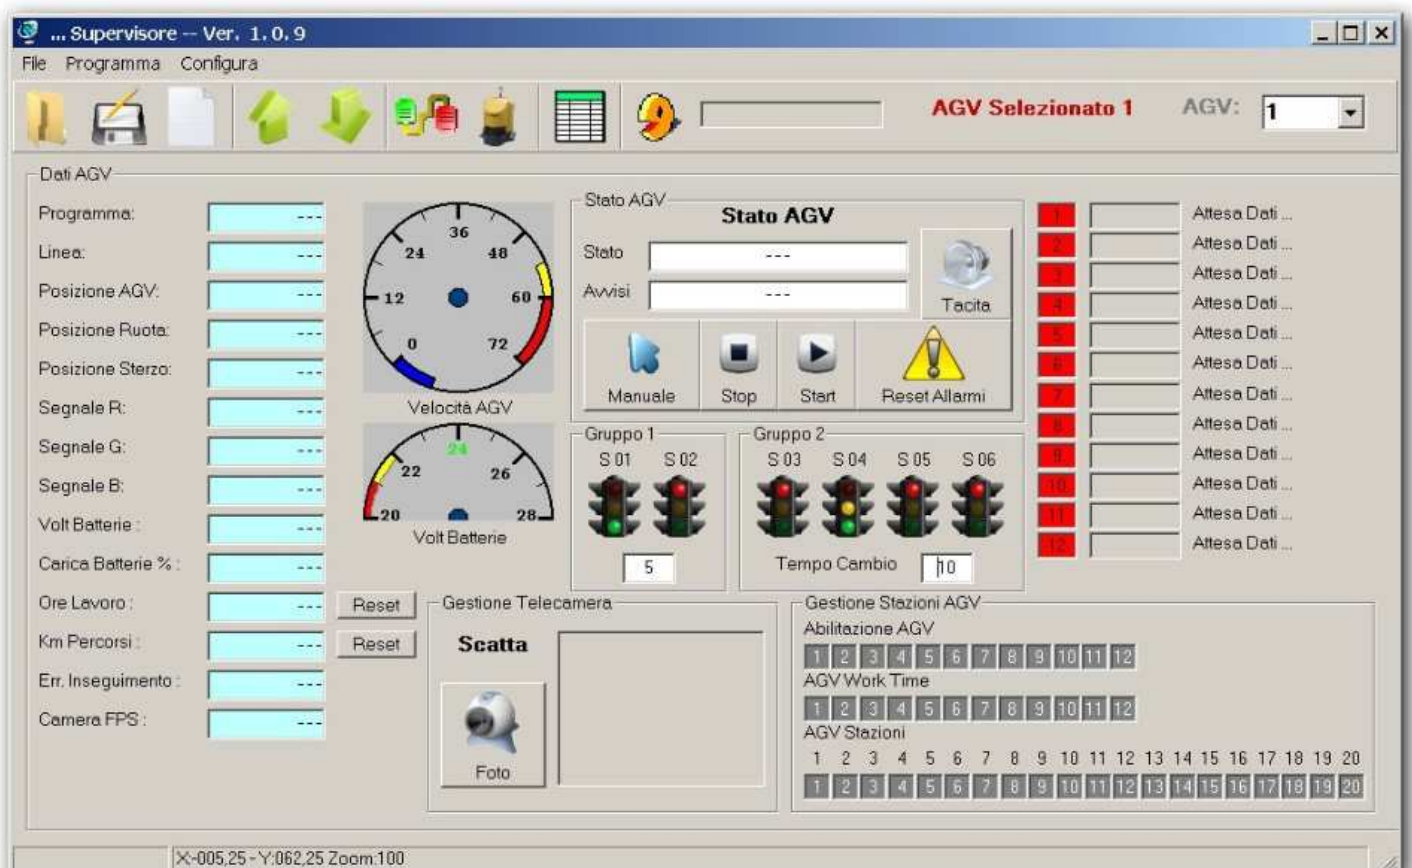 ... Supervisore -- Ver. 1.0.9
File Programma Configura
AGV Selezionato 1 AGV: 1
Dati AGV
Programma: ---
Linea: ---
Posizione AGV: ---
Posizione Ruota: ---
Posizione Sterzo: ---
Segnale R: ---
Segnale G: ---
Segnale B: ---
Volt Batterie : ---
Carica Batterie % : ---
Ore Lavoro : --- Reset
Km Percorsi : --- Reset
Err. Inseguimento : ---
Camera FPS : ---
0 12 24 36 48 60 72
Velocità AGV
20 22 24 26 28
Volt Batterie
Stato AGV
Stato AGV
Stato ---
Avvisi ---
Tacita
Manuale Stop Start Reset Allarmi
Gruppo 1
S 01 S 02
5
Gruppo 2
S 03 S 04 S 05 S 06
Tempo Cambio 10
1 Attesa Dati ...
2 Attesa Dati ...
3 Attesa Dati ...
4 Attesa Dati ...
5 Attesa Dati ...
6 Attesa Dati ...
7 Attesa Dati ...
8 Attesa Dati ...
9 Attesa Dati ...
10 Attesa Dati ...
11 Attesa Dati ...
12 Attesa Dati ...
Gestione Telecamera
Scatta
Foto
Gestione Stazioni AGV
Abilitazione AGV
1 2 3 4 5 6 7 8 9 10 11 12
AGV Work Time
1 2 3 4 5 6 7 8 9 10 11 12
AGV Stazioni
1 2 3 4 5 6 7 8 9 10 11 12 13 14 15 16 17 18 19 20
1 2 3 4 5 6 7 8 9 10 11 12 13 14 15 16 17 18 19 20
X:-005,25 - Y:062,25 Zoom:100